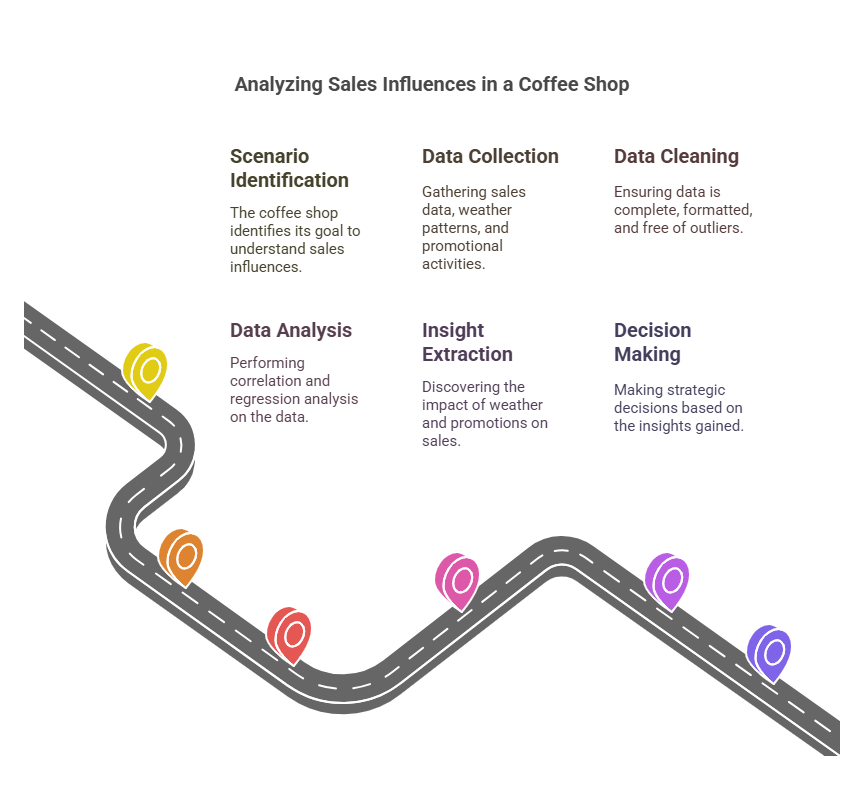 Analyzing Sales Influences in a Coffee Shop
Scenario
Identification
The coffee shop
identifies its goal to
understand sales
influences.
Data Collection
Gathering sales
data, weather
patterns, and
promotional
activities.
Data Cleaning
Ensuring data is
complete, formatted,
and free of outliers.
Data Analysis
Performing
correlation and
regression analysis
on the data.
Insight
Extraction
Discovering the
impact of weather
and promotions on
sales.
Decision
Making
Making strategic
decisions based on
the insights gained.